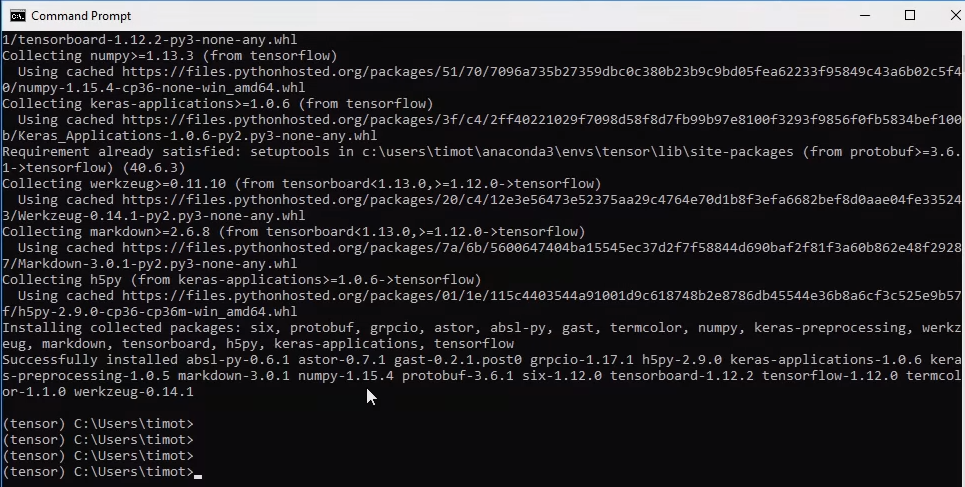 Command Prompt
1/tensorboard-1.12.2-py3-none-any.whl
Collecting numpy>=1.13.3 (from tensorflow)
  Using cached https://files.pythonhosted.org/packages/51/70/7096a735b27359dbc0c380b23b9c9bd05fea62233f95849c43a6b02c5f4
0/numpy-1.15.4-cp36-none-win_amd64.whl
Collecting keras-applications>=1.0.6 (from tensorflow)
  Using cached https://files.pythonhosted.org/packages/3f/c4/2ff40221029f7098d58f8d7fb99b97e8100f3293f9856f0fb5834bef100
b/Keras_Applications-1.0.6-py2.py3-none-any.whl
Requirement already satisfied: setuptools in c:\users\timot\anaconda3\envs\tensor\lib\site-packages (from protobuf>=3.6.
1->tensorflow) (40.6.3)
Collecting werkzeug>=0.11.10 (from tensorboard<1.13.0,>=1.12.0->tensorflow)
  Using cached https://files.pythonhosted.org/packages/20/c4/12e3e56473e52375aa29c4764e70d1b8f3efa6682bef8d0aae04fe33524
3/Werkzeug-0.14.1-py2.py3-none-any.whl
Collecting markdown>=2.6.8 (from tensorboard<1.13.0,>=1.12.0->tensorflow)
  Using cached https://files.pythonhosted.org/packages/7a/6b/5600647404ba15545ec37d2f7f58844d690baf2f81f3a60b862e48f2928
7/Markdown-3.0.1-py2.py3-none-any.whl
Collecting h5py (from keras-applications>=1.0.6->tensorflow)
  Using cached https://files.pythonhosted.org/packages/01/1e/115c4403544a91001d9c618748b2e8786db45544e36b8a6cf3c525e9b57
f/h5py-2.9.0-cp36-cp36m-win_amd64.whl
Installing collected packages: six, protobuf, grpcio, astor, absl-py, gast, termcolor, numpy, keras-preprocessing, werkz
eug, markdown, tensorboard, h5py, keras-applications, tensorflow
Successfully installed absl-py-0.6.1 astor-0.7.1 gast-0.2.1.post0 grpcio-1.17.1 h5py-2.9.0 keras-applications-1.0.6 kera
s-preprocessing-1.0.5 markdown-3.0.1 numpy-1.15.4 protobuf-3.6.1 six-1.12.0 tensorboard-1.12.2 tensorflow-1.12.0 termcol
or-1.1.0 werkzeug-0.14.1
(tensor) C:\Users\timot>
(tensor) C:\Users\timot>
(tensor) C:\Users\timot>
(tensor) C:\Users\timot>